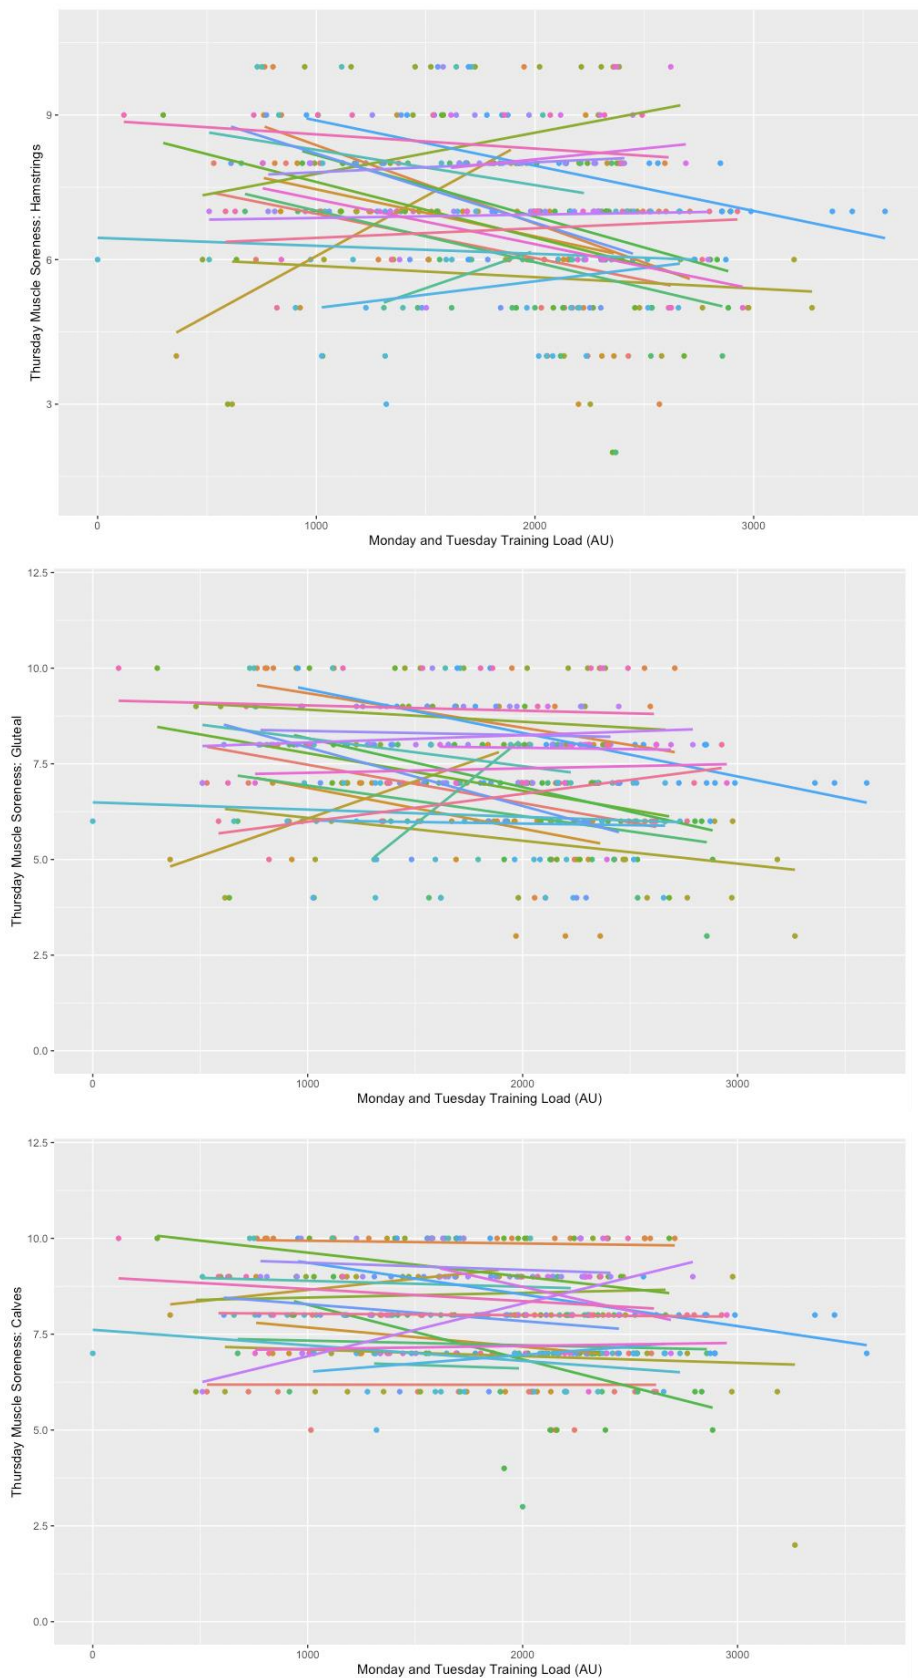 9
6
3
Thursday Muscle Soreness: Hamstrings
0 1000 2000 3000
Monday and Tuesday Training Load (AU)
12.5
10.0
7.5
5.0
2.5
0.0
Thursday Muscle Soreness: Gluteal
0 1000 2000 3000
Monday and Tuesday Training Load (AU)
12.5
10.0
7.5
5.0
2.5
0.0
Thursday Muscle Soreness: Calves
0 1000 2000 3000
Monday and Tuesday Training Load (AU)